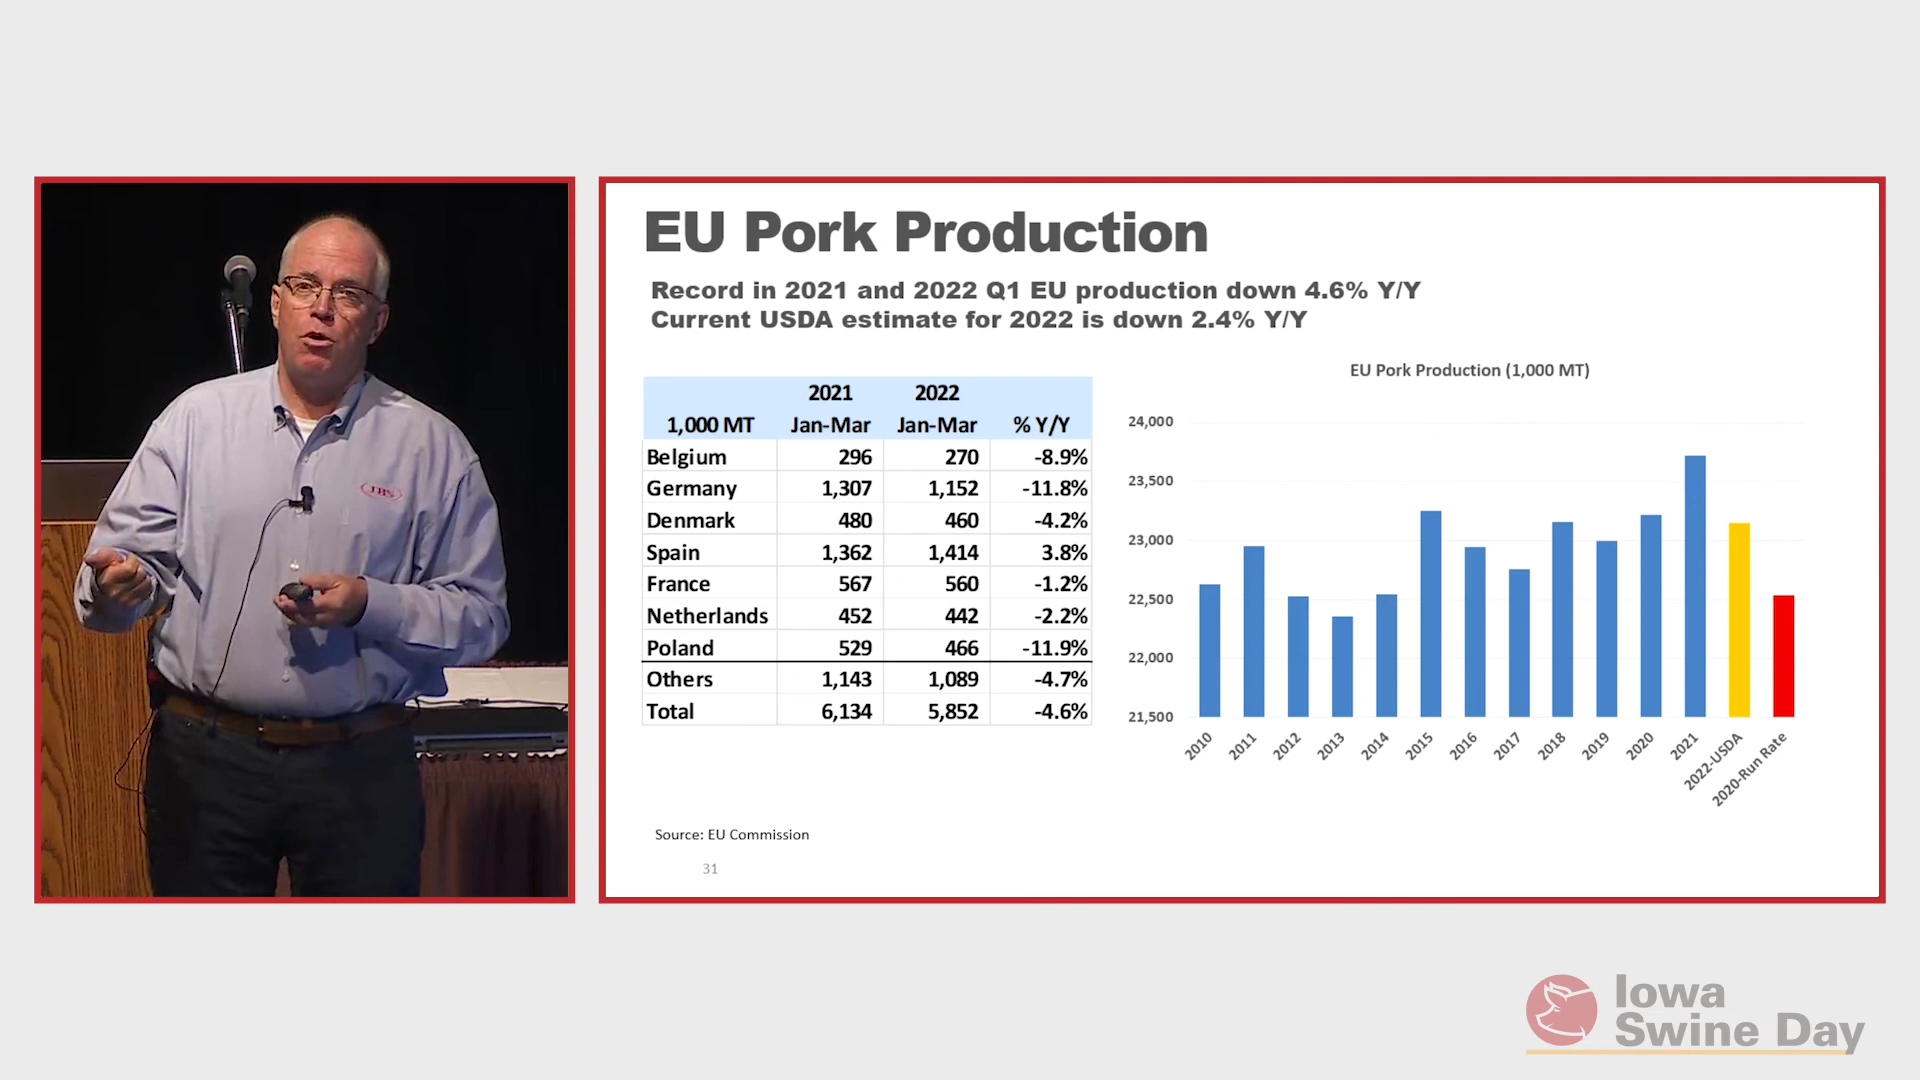 JBS
EU Pork Production
Record in 2021 and 2022 Q1 EU production down 4.6% Y/Y
Current USDA estimate for 2022 is down 2.4% Y/Y
2021 2022
1,000 MT Jan-Mar Jan-Mar % Y/Y
Belgium 296 270 -8.9%
Germany 1,307 1,152 -11.8%
Denmark 480 460 -4.2%
Spain 1,362 1,414 3.8%
France 567 560 -1.2%
Netherlands 452 442 -2.2%
Poland 529 466 -11.9%
Others 1,143 1,089 -4.7%
Total 6,134 5,852 -4.6%
EU Pork Production (1,000 MT)
24,000
23,500
23,000
22,500
22,000
21,500
2010 2011 2012 2013 2014 2015 2016 2017 2018 2019 2020 2021 2022-USDA 2020-Run Rate
Source: EU Commission
31
Iowa
Swine Day